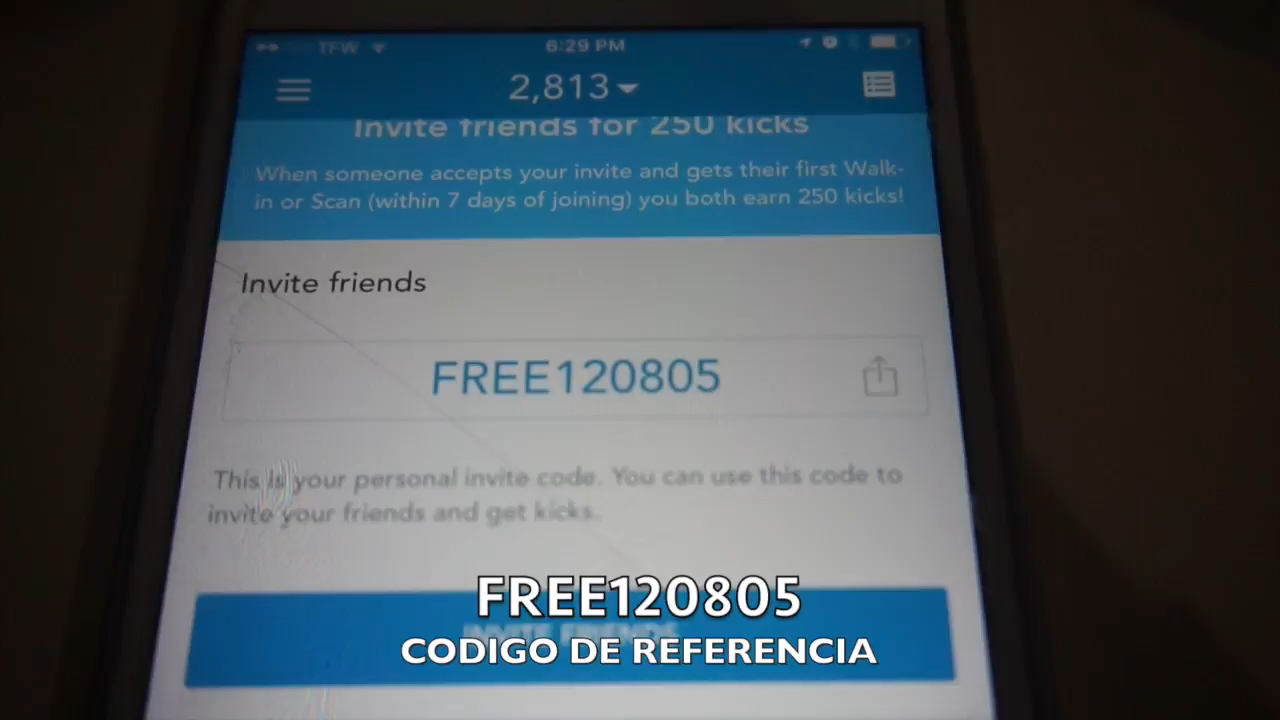 TFW 6:29 PM
2,813
Invite friends for 250 kicks
When someone accepts your invite and gets their first Walk-
in or Scan (within 7 days of joining) you both earn 250 kicks!
Invite friends
FREE120805
This is your personal invite code. You can use this code to
invite your friends and get kicks.
FREE120805
CODIGO DE REFERENCIA